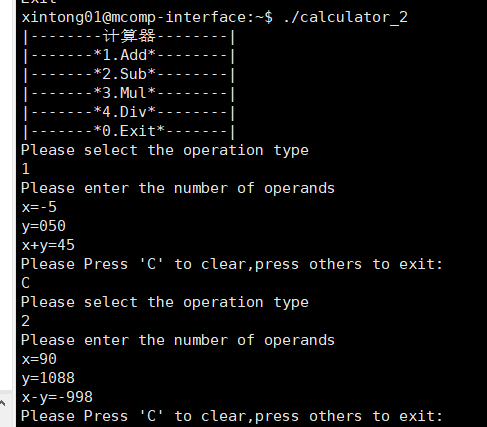 xintong01@mcomp-interface:~$ ./calculator_2
|--------计算器--------|
|-------*1.Add*-------|
|-------*2.Sub*-------|
|-------*3.Mul*-------|
|-------*4.Div*-------|
|-------*0.Exit*-------|
Please select the operation type
1
Please enter the number of operands
x=-5
y=050
x+y=45
Please Press 'C' to clear,press others to exit:
C
Please select the operation type
2
Please enter the number of operands
x=90
y=1088
x-y=-998
Please Press 'C' to clear,press others to exit: